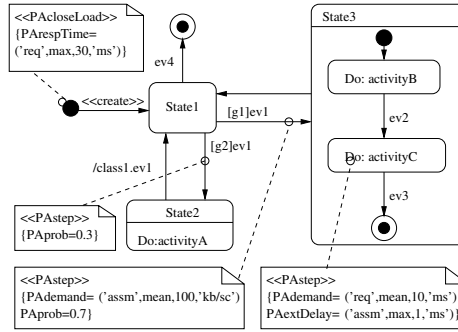 <<PAcloseLoad>>
{PArespTime=
('req',max,30,'ms')}
State3
ev4
<<create>>
State1
Do: activityB
[g1]ev1
ev2
[g2]ev1
/class1.ev1
Do: activityC
<<PAstep>>
{PAprob=0.3}
State2
Do:activityA
ev3
<<PAstep>>
{PAdemand= ('assm',mean,100,'kb/sc')
PAprob=0.7}
<<PAstep>>
{PAdemand= ('req',mean,10,'ms')
PAextDelay= ('assm',max,1,'ms')}